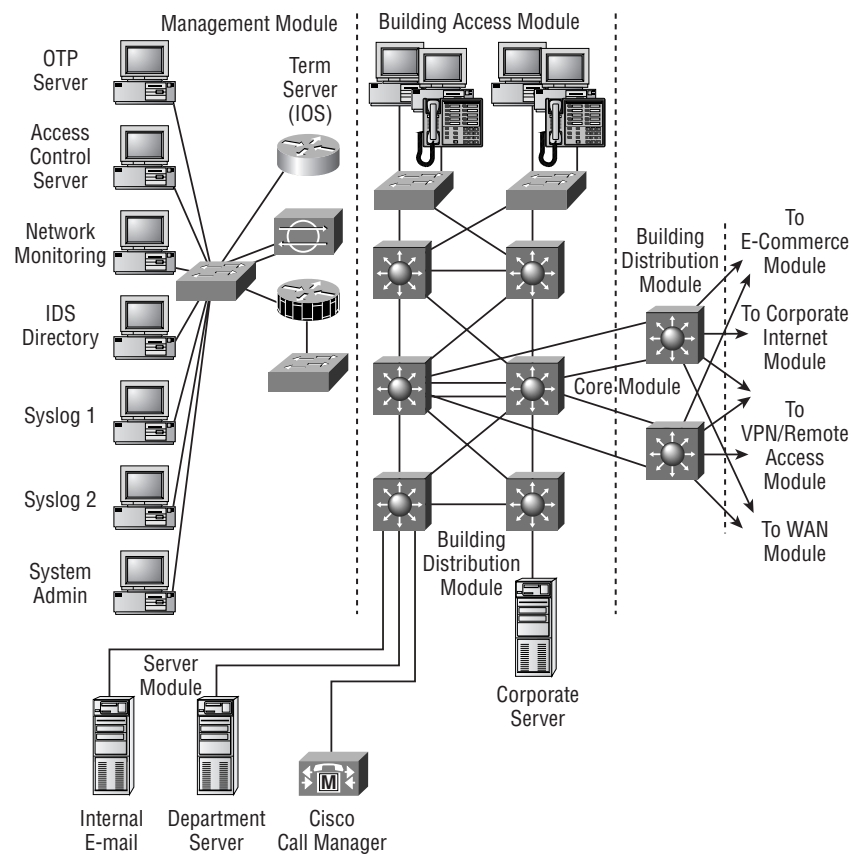 Management Module
Building Access Module
OTP
Server
Term
Server
(IOS)
Access
Control
Server
Network
Monitoring
IDS
Directory
Syslog 1
Syslog 2
System
Admin
Building
Distribution
Module
To
E-Commerce
Module
To Corporate
Internet
Module
Core Module
To
VPN/Remote
Access
Module
To WAN
Module
Building
Distribution
Module
Server
Module
Corporate
Server
M
Internal
E-mail
Department
Server
Cisco
Call Manager